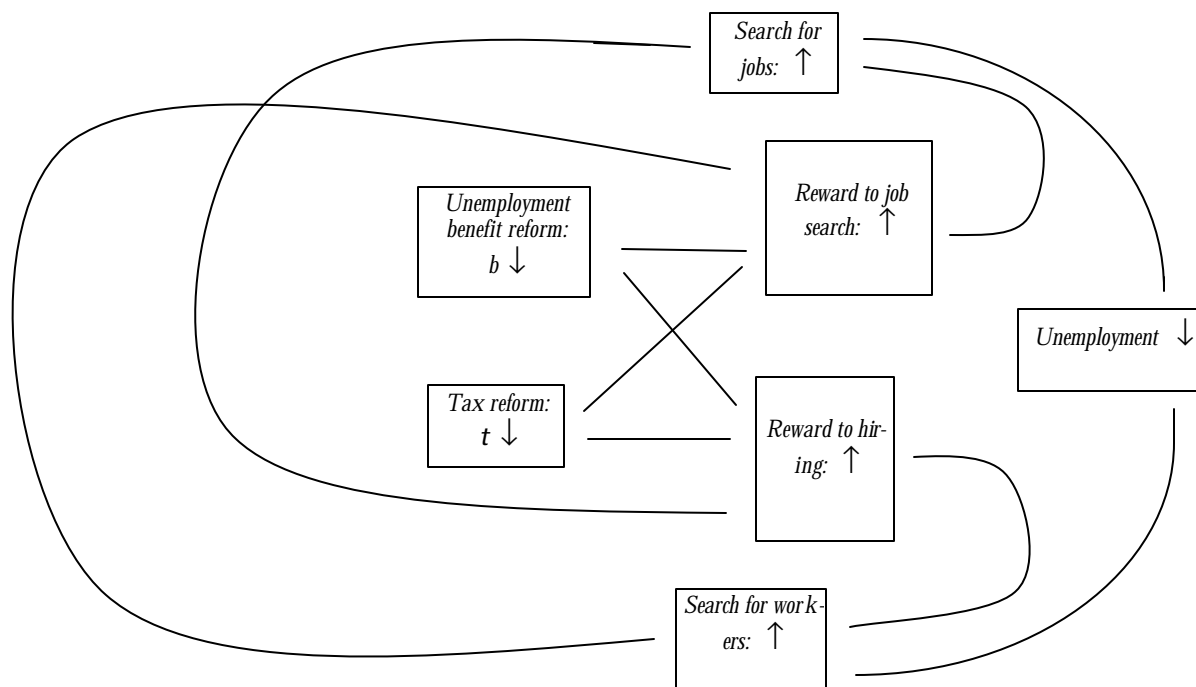 Search for
jobs: ↑
Reward to job
search: ↑
Unemployment
benefit reform:
b ↓
Unemployment ↓
Tax reform:
t ↓
Reward to hir-
ing: ↑
Search for work-
ers: ↑